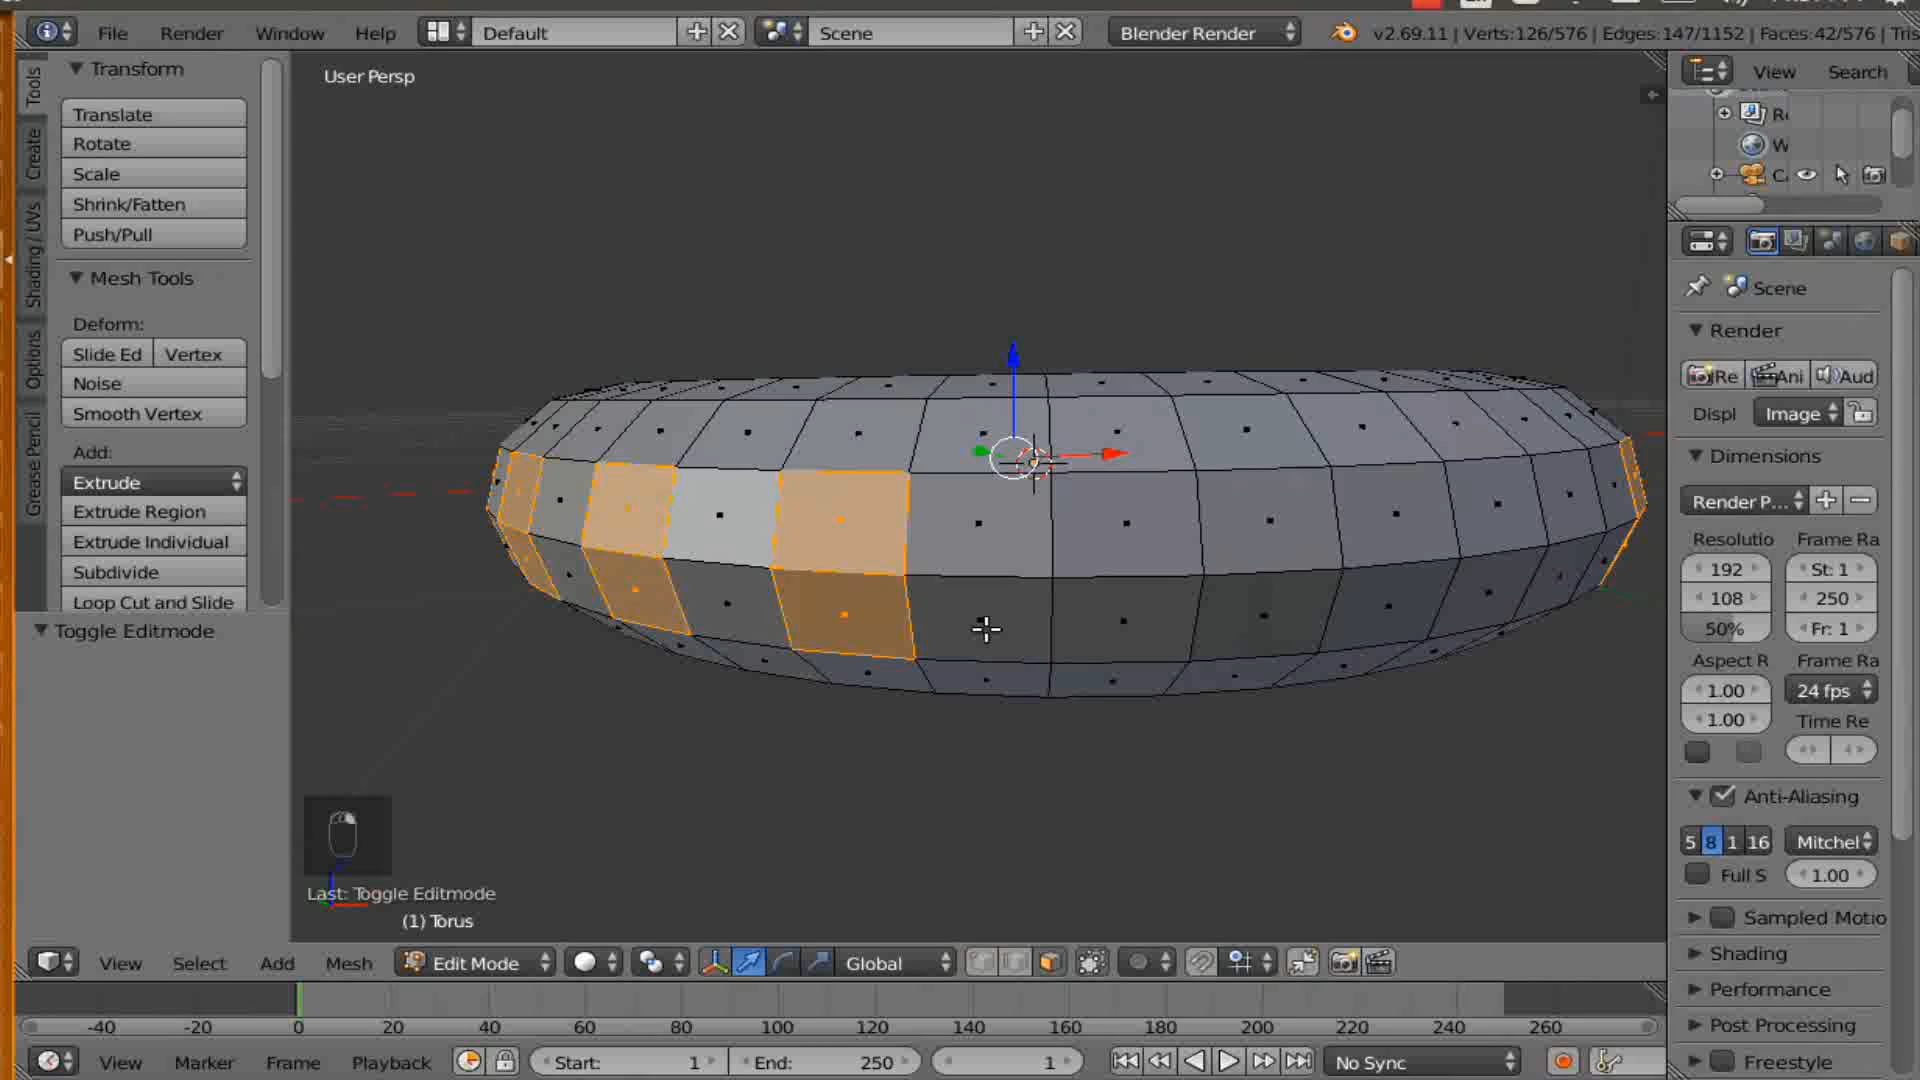 File Render Window Help Default Scene Blender Render v2.69.11 | Verts:126/576 | Edges:147/1152 | Faces:42/576 | Tris
Tools
Create
Shading / UVs
Options
Grease Pencil
Transform
Translate
Rotate
Scale
Shrink/Fatten
Push/Pull
Mesh Tools
Deform:
Slide Ed Vertex
Noise
Smooth Vertex
Add:
Extrude
Extrude Region
Extrude Individual
Subdivide
Loop Cut and Slide
Toggle Editmode
User Persp
Last: Toggle Editmode
(1) Torus
View Search
W
Scene
Render
Re Ani Aud
Displ Image
Dimensions
Render P...
Resolutio Frame Ra
192 St: 1
108 250
50% Fr: 1
Aspect R Frame Ra
1.00 24 fps
1.00 Time Re
Anti-Aliasing
5 8 1 16 Mitchel
Full S 1.00
Sampled Motio
Shading
Performance
Post Processing
Freestyle
View Select Add Mesh Edit Mode Global
-40 -20 0 20 40 60 80 100 120 140 160 180 200 220 240 260
View Marker Frame Playback Start: 1 End: 250 1 No Sync